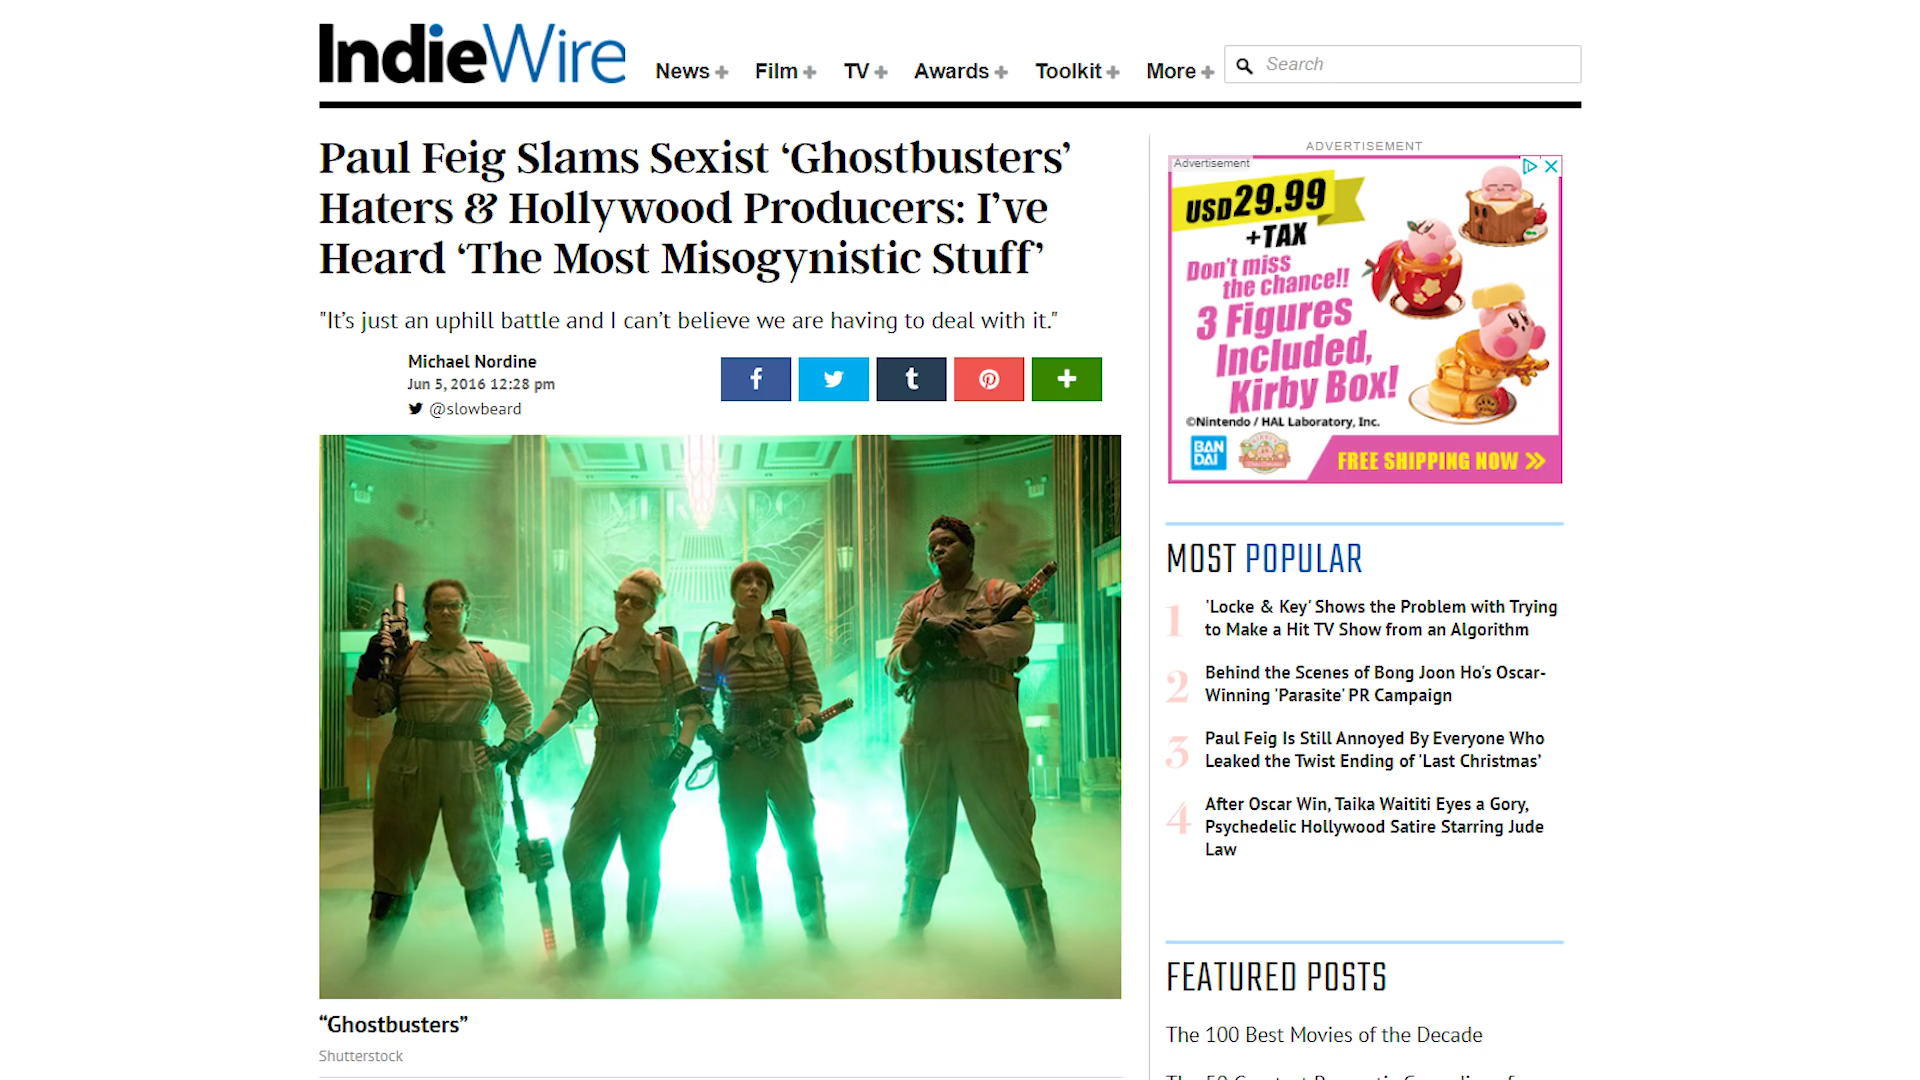 IndieWire
News
Film
TV
Awards
Toolkit
More
Search
Paul Feig Slams Sexist ‘Ghostbusters’
Haters & Hollywood Producers: I’ve
Heard ‘The Most Misogynistic Stuff’
"It’s just an uphill battle and I can’t believe we are having to deal with it."
Michael Nordine
Jun 5, 2016 12:28 pm
@slowbeard
MERCADO
“Ghostbusters”
Shutterstock
ADVERTISEMENT
Advertisement
USD29.99
+TAX
Don't miss
the chance!!
3 Figures
Included,
Kirby Box!
©Nintendo / HAL Laboratory, Inc.
BAN
DAI
FREE SHIPPING NOW
MOST POPULAR
1 'Locke & Key' Shows the Problem with Trying
to Make a Hit TV Show from an Algorithm
2 Behind the Scenes of Bong Joon Ho's Oscar-
Winning 'Parasite' PR Campaign
3 Paul Feig Is Still Annoyed By Everyone Who
Leaked the Twist Ending of 'Last Christmas'
4 After Oscar Win, Taika Waititi Eyes a Gory,
Psychedelic Hollywood Satire Starring Jude
Law
FEATURED POSTS
The 100 Best Movies of the Decade